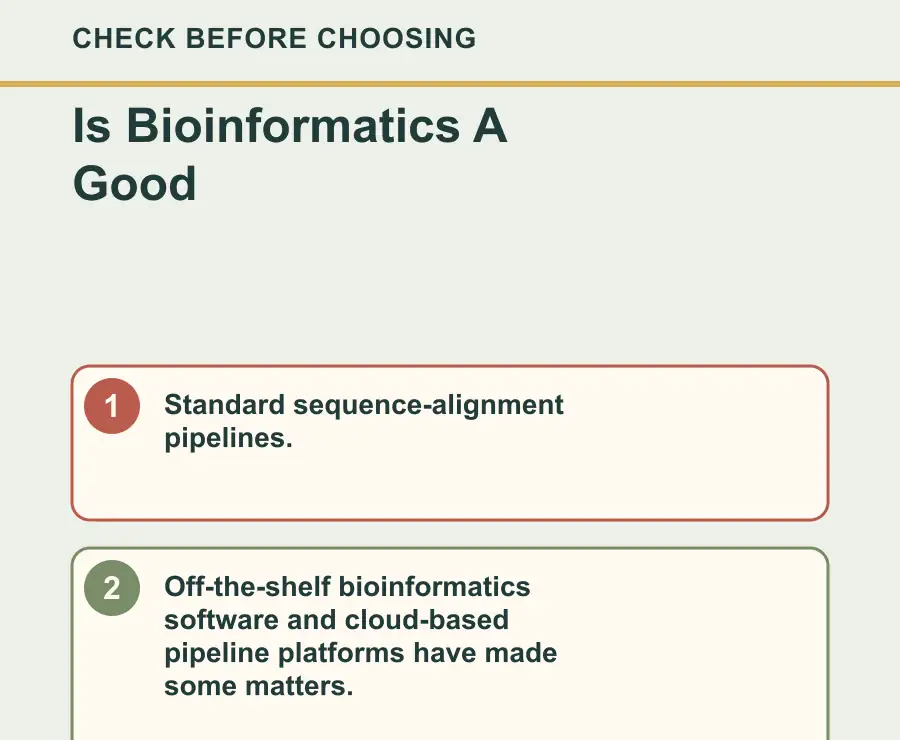 CHECK BEFORE CHOOSING
Is Bioinformatics A
Good
1
Standard sequence-alignment
pipelines.
2
Off-the-shelf bioinformatics
software and cloud-based
pipeline platforms have made
some matters.